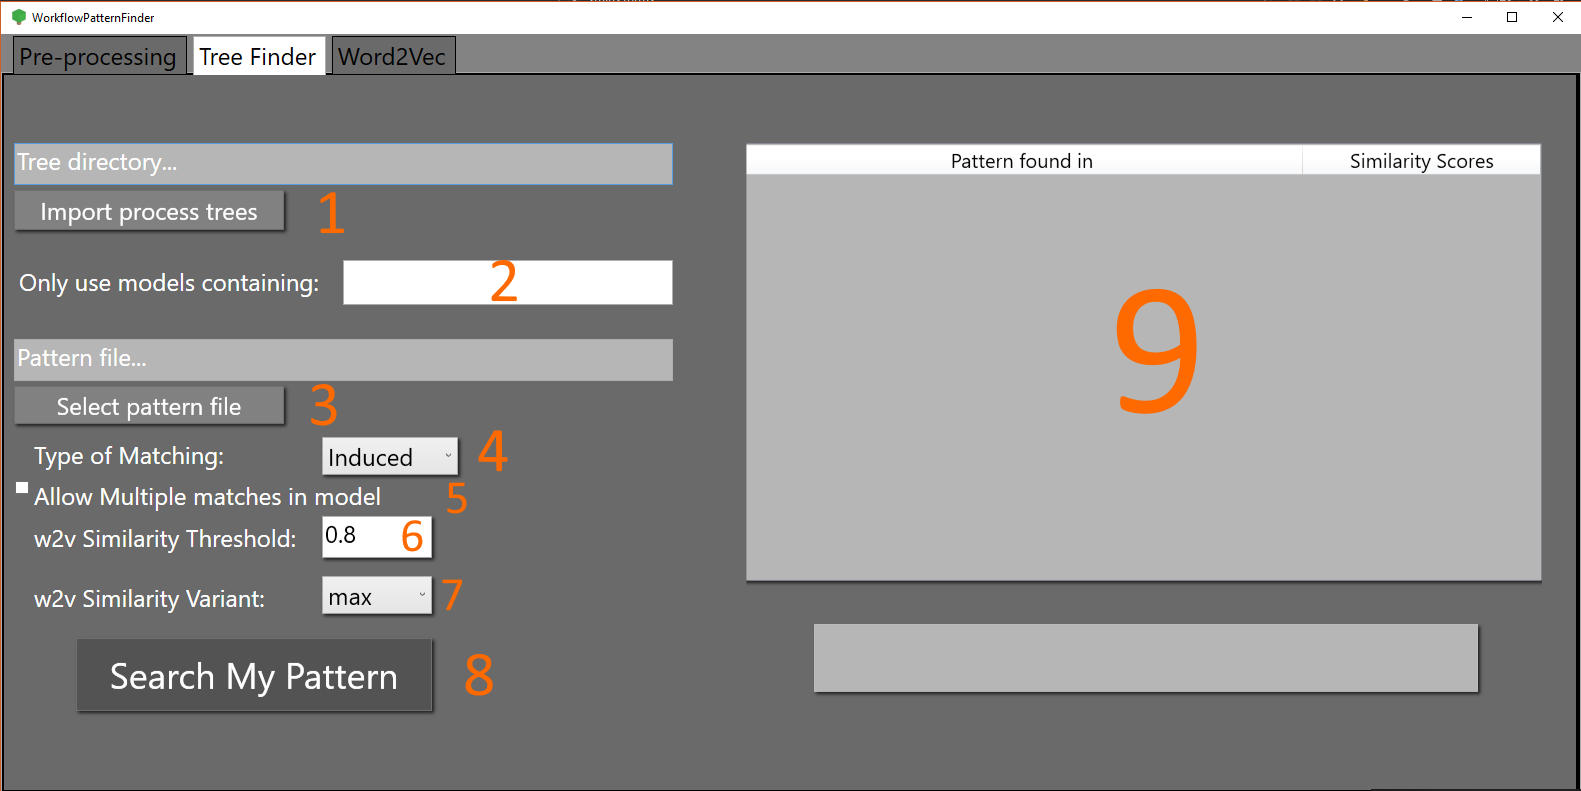 WorkflowPatternFinder
Pre-processing Tree Finder Word2Vec
Tree directory...
Import process trees 1
Only use models containing: 2
Pattern file...
Select pattern file 3
Type of Matching: Induced 4
Allow Multiple matches in model 5
w2v Similarity Threshold: 0.8 6
w2v Similarity Variant: max 7
Search My Pattern 8
Pattern found in Similarity Scores
9